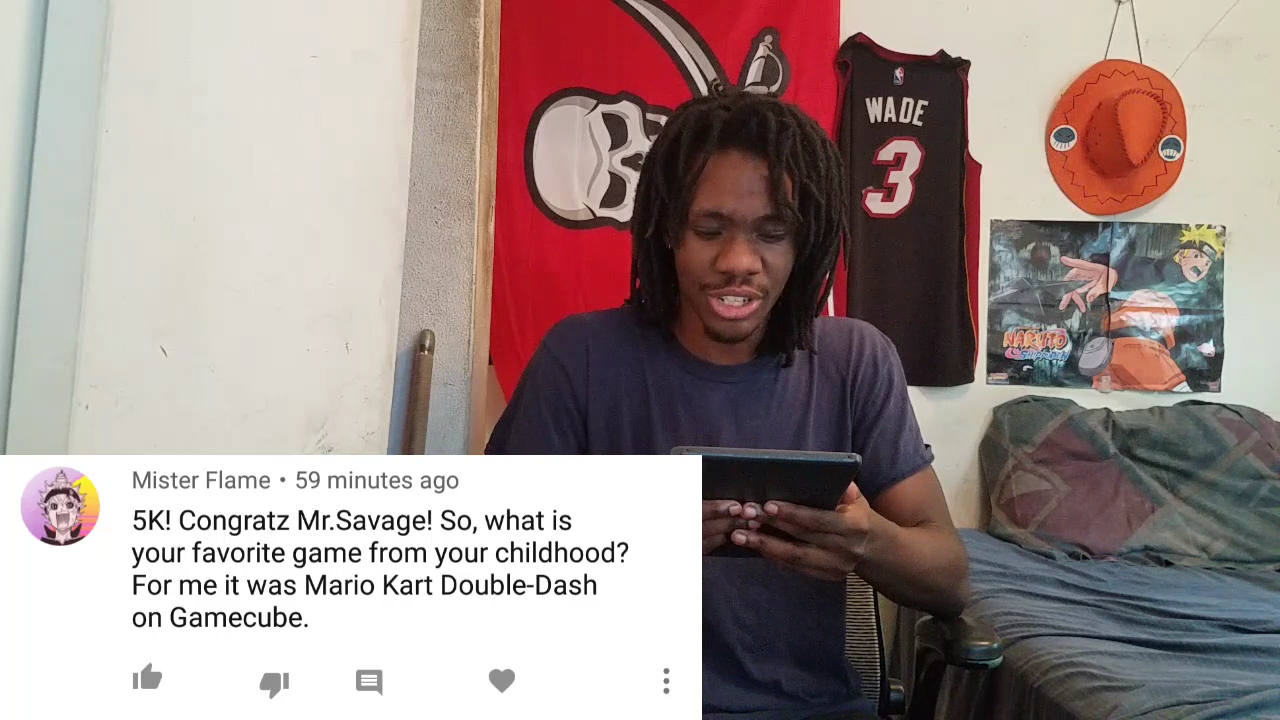 WADE
3
NARUTO
Mister Flame • 59 minutes ago
5K! Congratz Mr.Savage! So, what is
your favorite game from your childhood?
For me it was Mario Kart Double-Dash
on Gamecube.